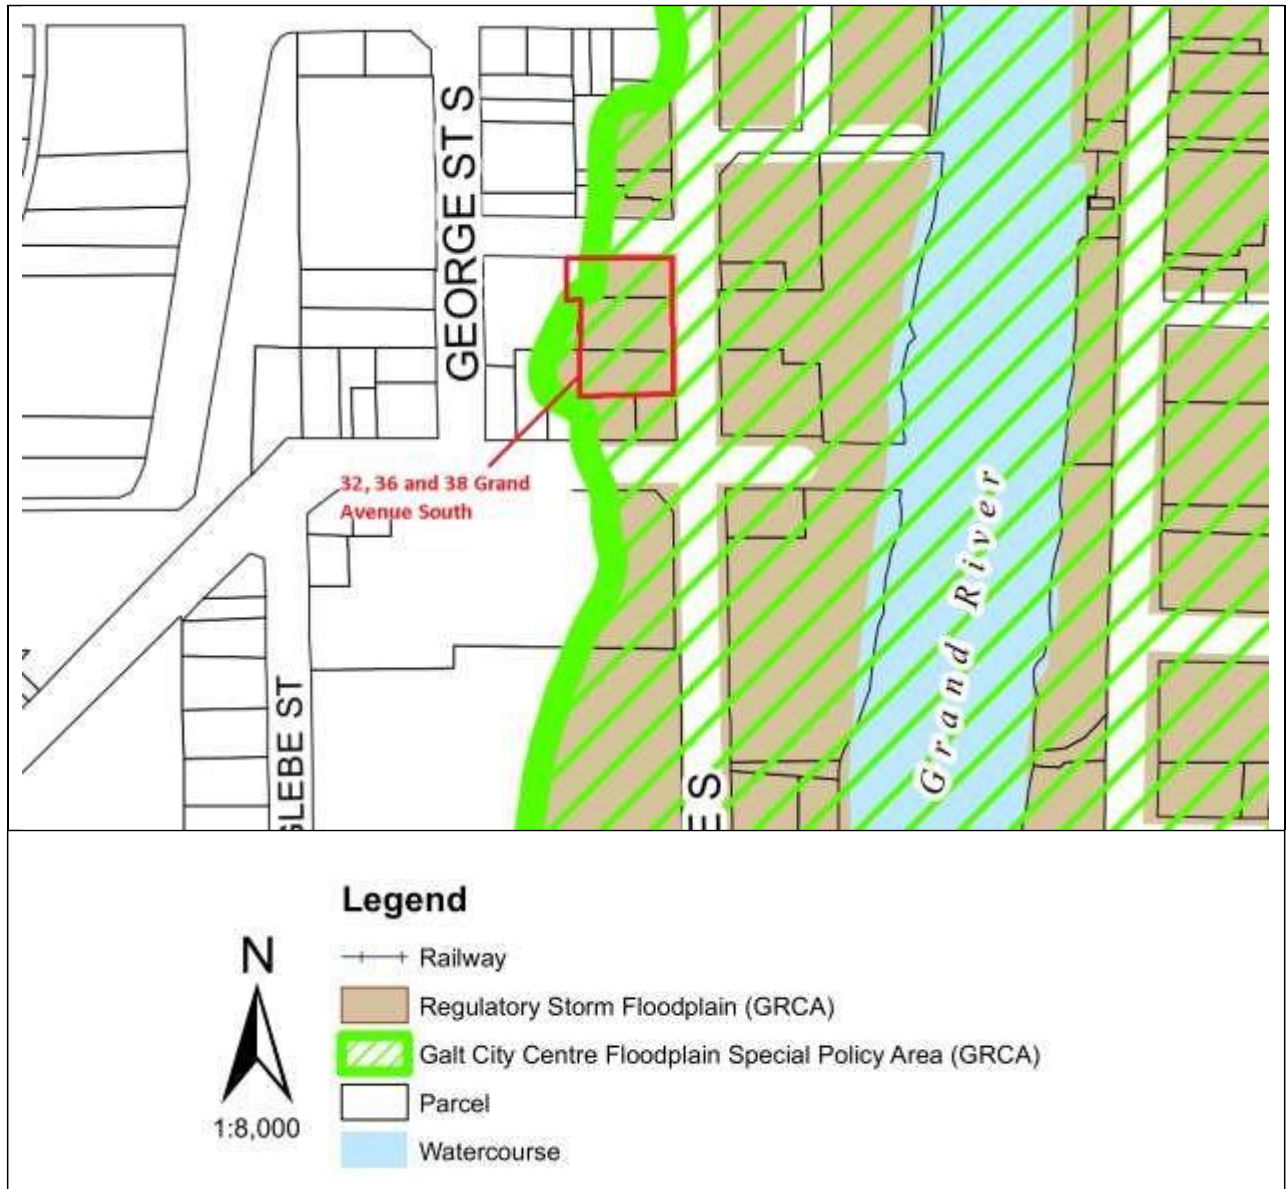 GEORGE ST S
32, 36 and 38 Grand
Avenue South
Grand River
GLEBE ST
E S
Legend
N
1:8,000
Railway
Regulatory Storm Floodplain (GRCA)
Galt City Centre Floodplain Special Policy Area (GRCA)
Parcel
Watercourse